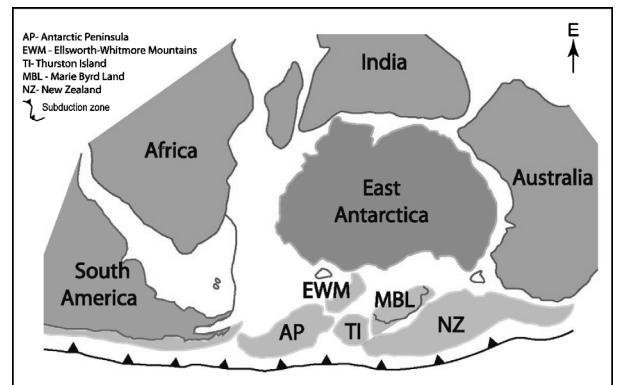 AP- Antarctic Peninsula
EWM - Ellsworth-Whitmore Mountains
TI- Thurston Island
MBL - Marie Byrd Land
NZ- New Zealand
Subduction zone
E
India
Africa
East
Antarctica
Australia
South
America
EWM
MBL
AP
TI
NZ